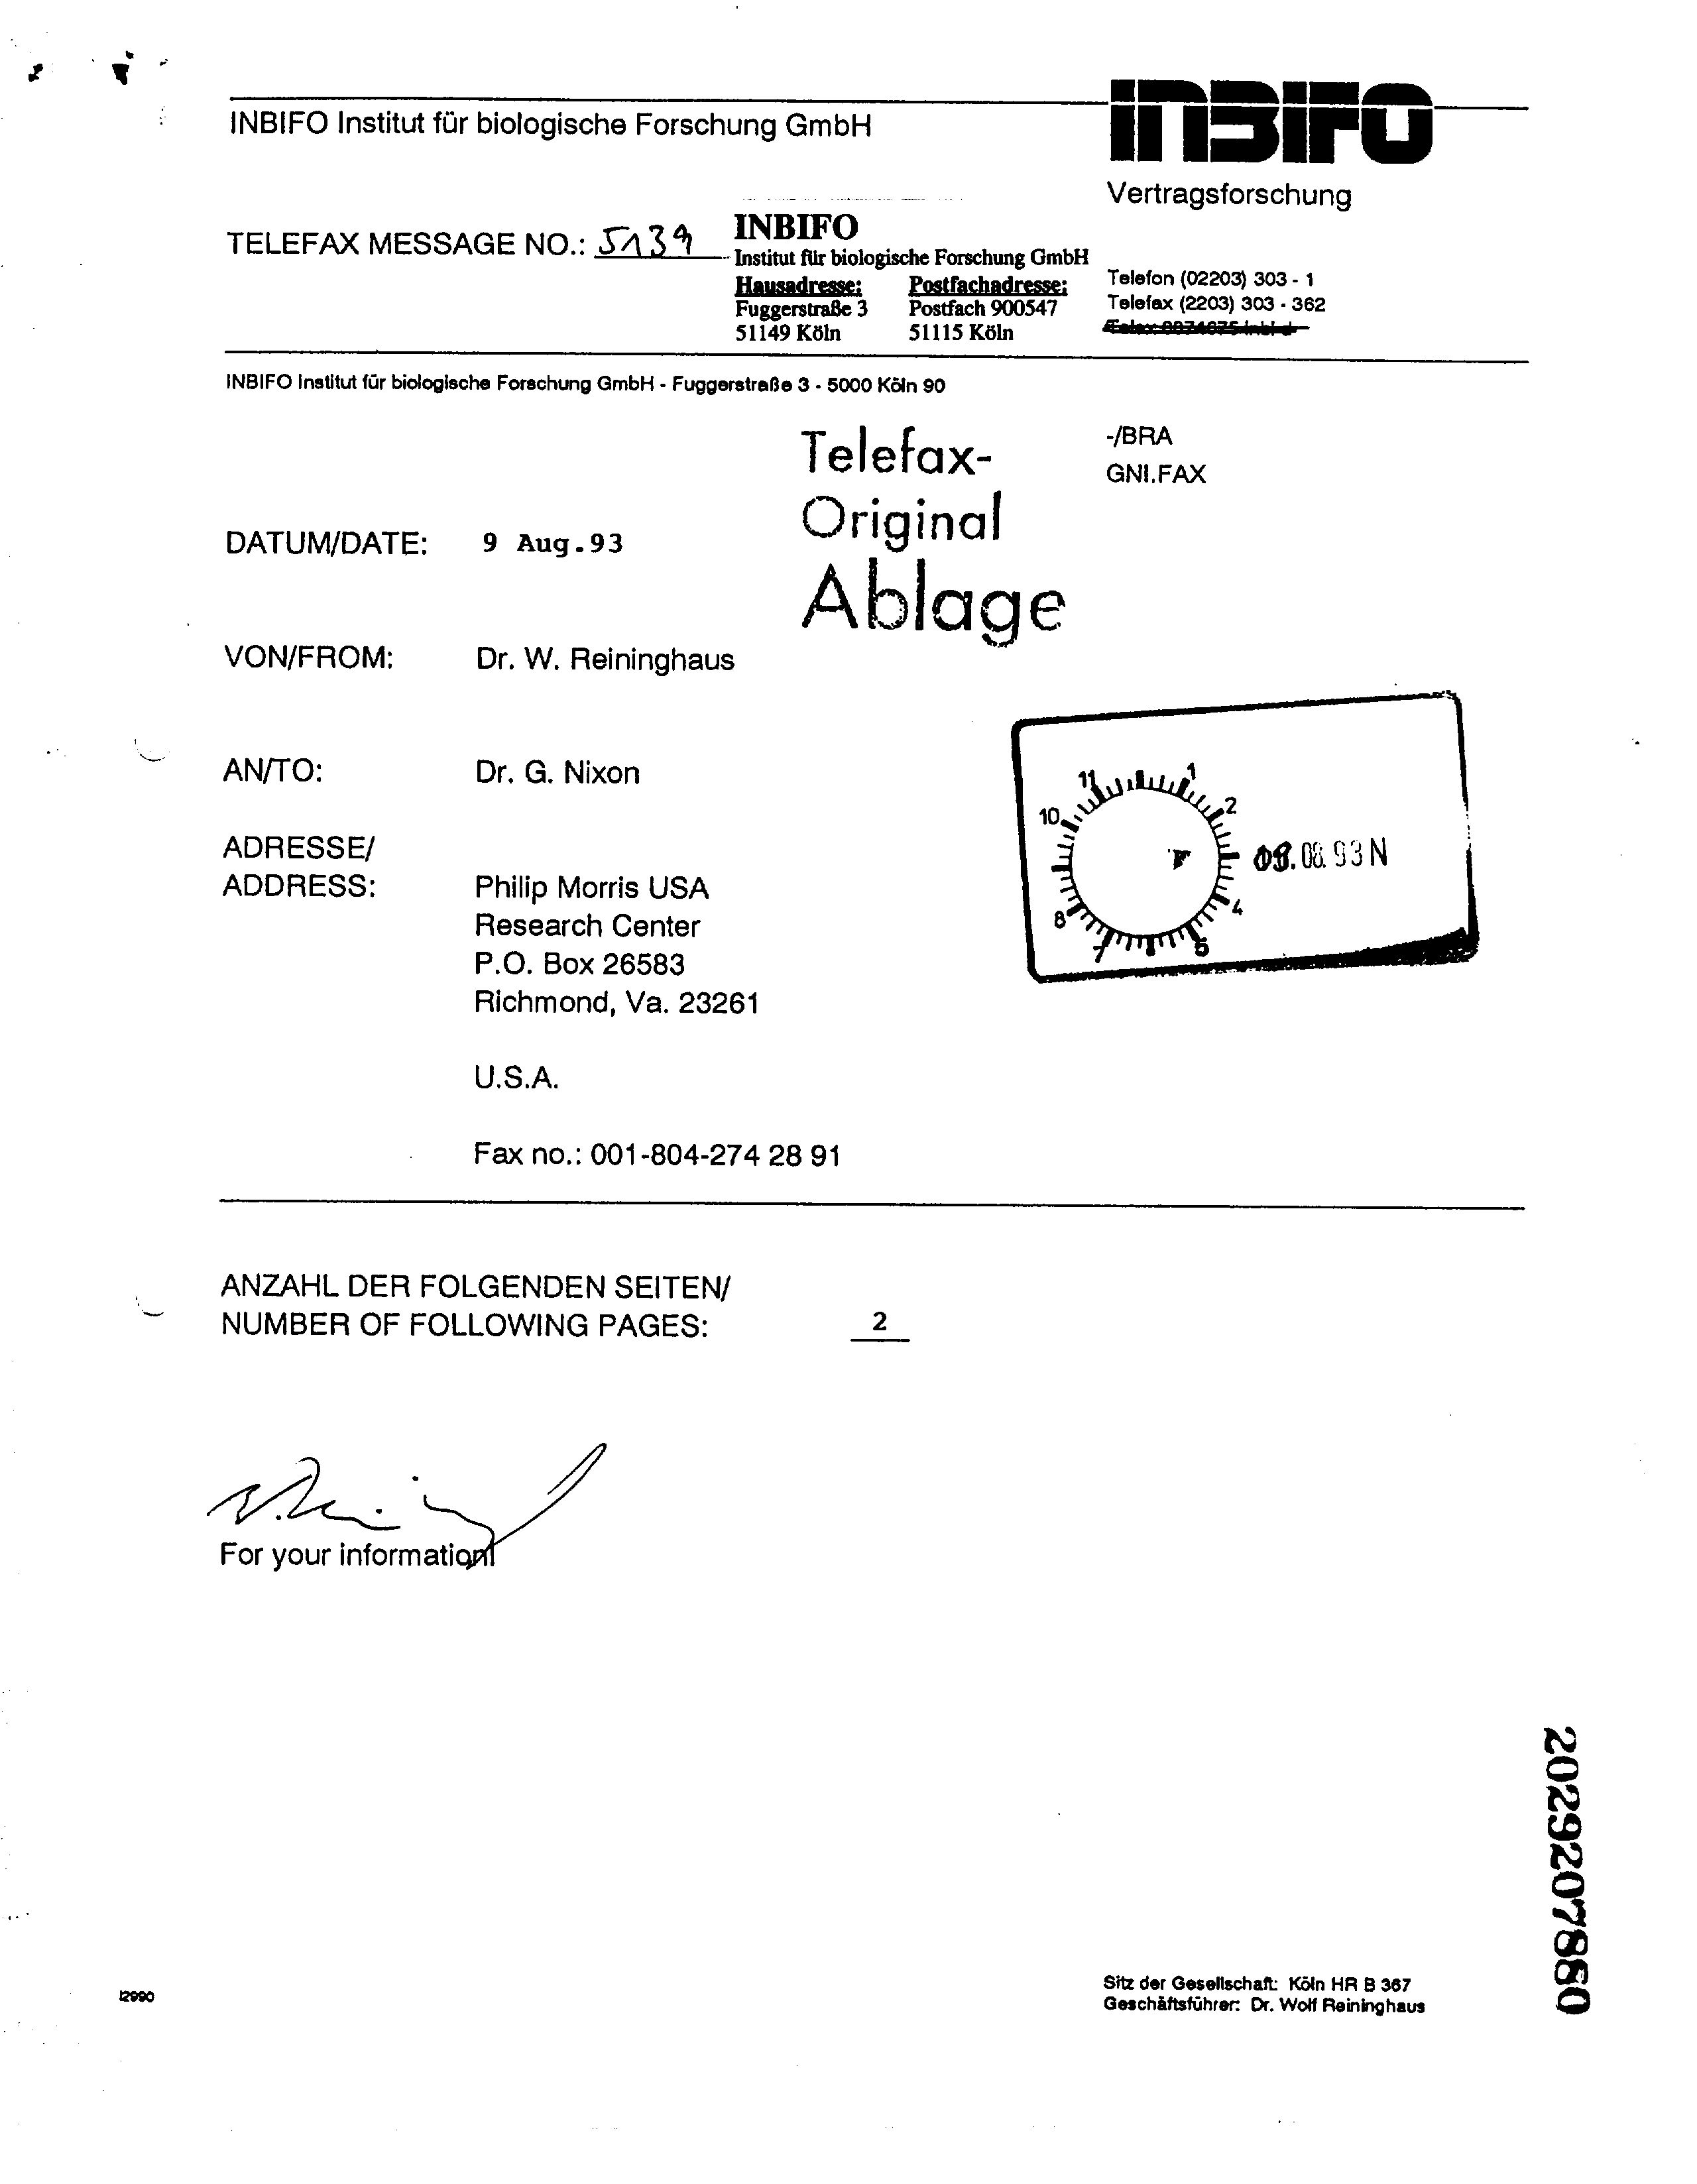 INBIFO Institut für biologische Forschung GmbH
INBIFO
Vertragsforschung
TELEFAX MESSAGE NO.: 5139
INBIFO
Institut für biologische Forschung GmbH
Hausadresse: Postfachadresse:
Fuggerstraße 3 Postfach 900547
51149 Köln 51115 Köln
Telefon (02203) 303 - 1
Telefax (2203) 303 - 362
INBIFO Institut für biologische Forschung GmbH - Fuggerstraße 3 - 5000 Köln 90
Telefax-
Original
Ablage
-/BRA
GNI.FAX
DATUM/DATE: 9 Aug.93
VON/FROM: Dr. W. Reininghaus
AN/TO: Dr. G. Nixon
ADRESSE/
ADDRESS: Philip Morris USA
Research Center
P.O. Box 26583
Richmond, Va. 23261
U.S.A.
Fax no.: 001-804-274 28 91
11 1
10 2
09.08.93 N
8 4
7 5
ANZAHL DER FOLGENDEN SEITEN/
NUMBER OF FOLLOWING PAGES: 2
For your information!
2029207880
I2990
Sitz der Gesellschaft: Köln HR B 367
Geschäftsführer: Dr. Wolf Reininghaus